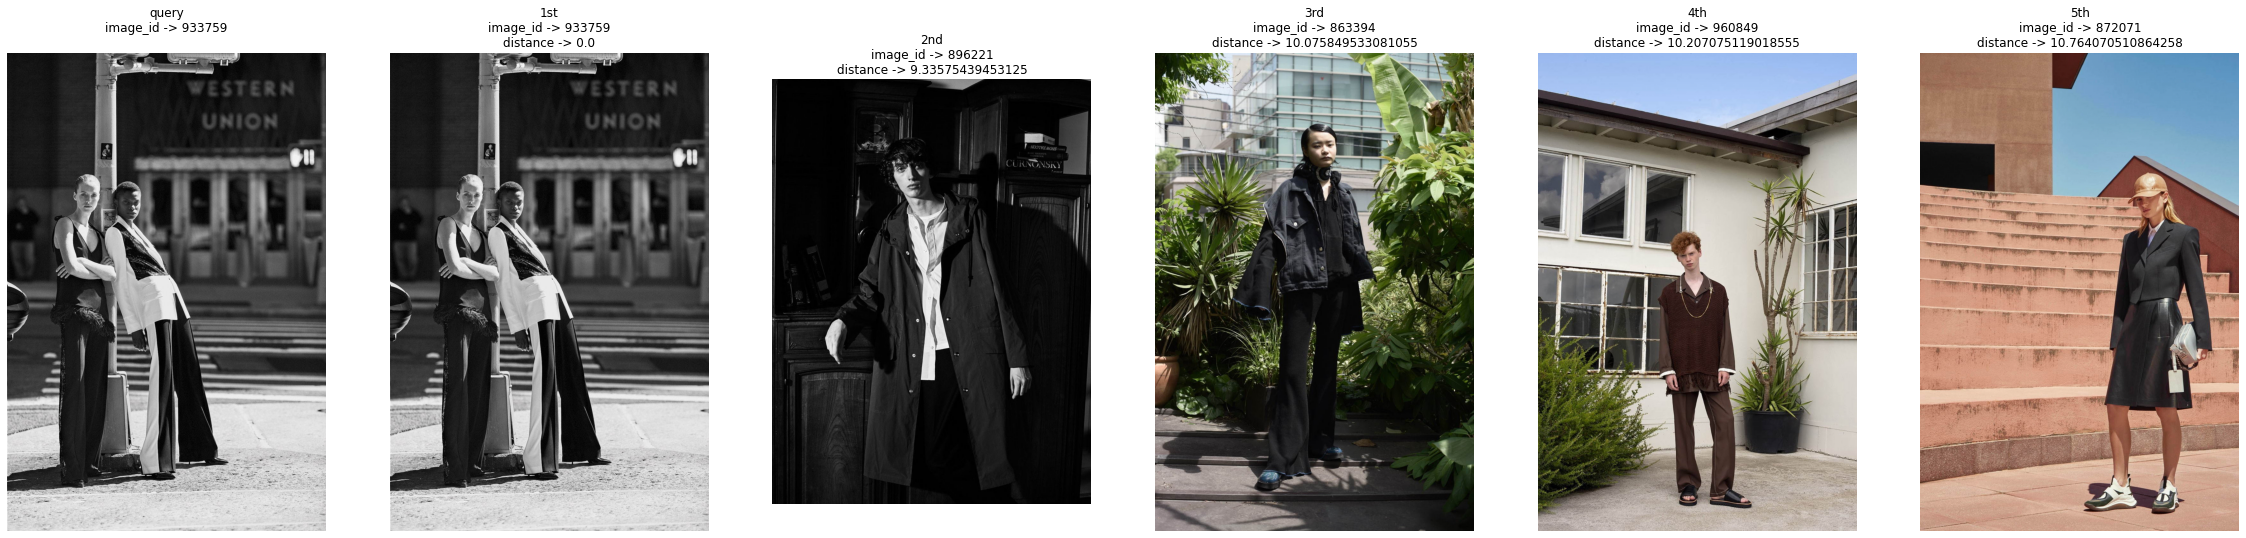 query
image_id -> 933759
WESTERN
UNION
1st
image_id -> 933759
distance -> 0.0
WESTERN
UNION
2nd
image_id -> 896221
distance -> 9.33575439453125
CURNONSKY
3rd
image_id -> 863394
distance -> 10.075849533081055
4th
image_id -> 960849
distance -> 10.207075119018555
5th
image_id -> 872071
distance -> 10.764070510864258